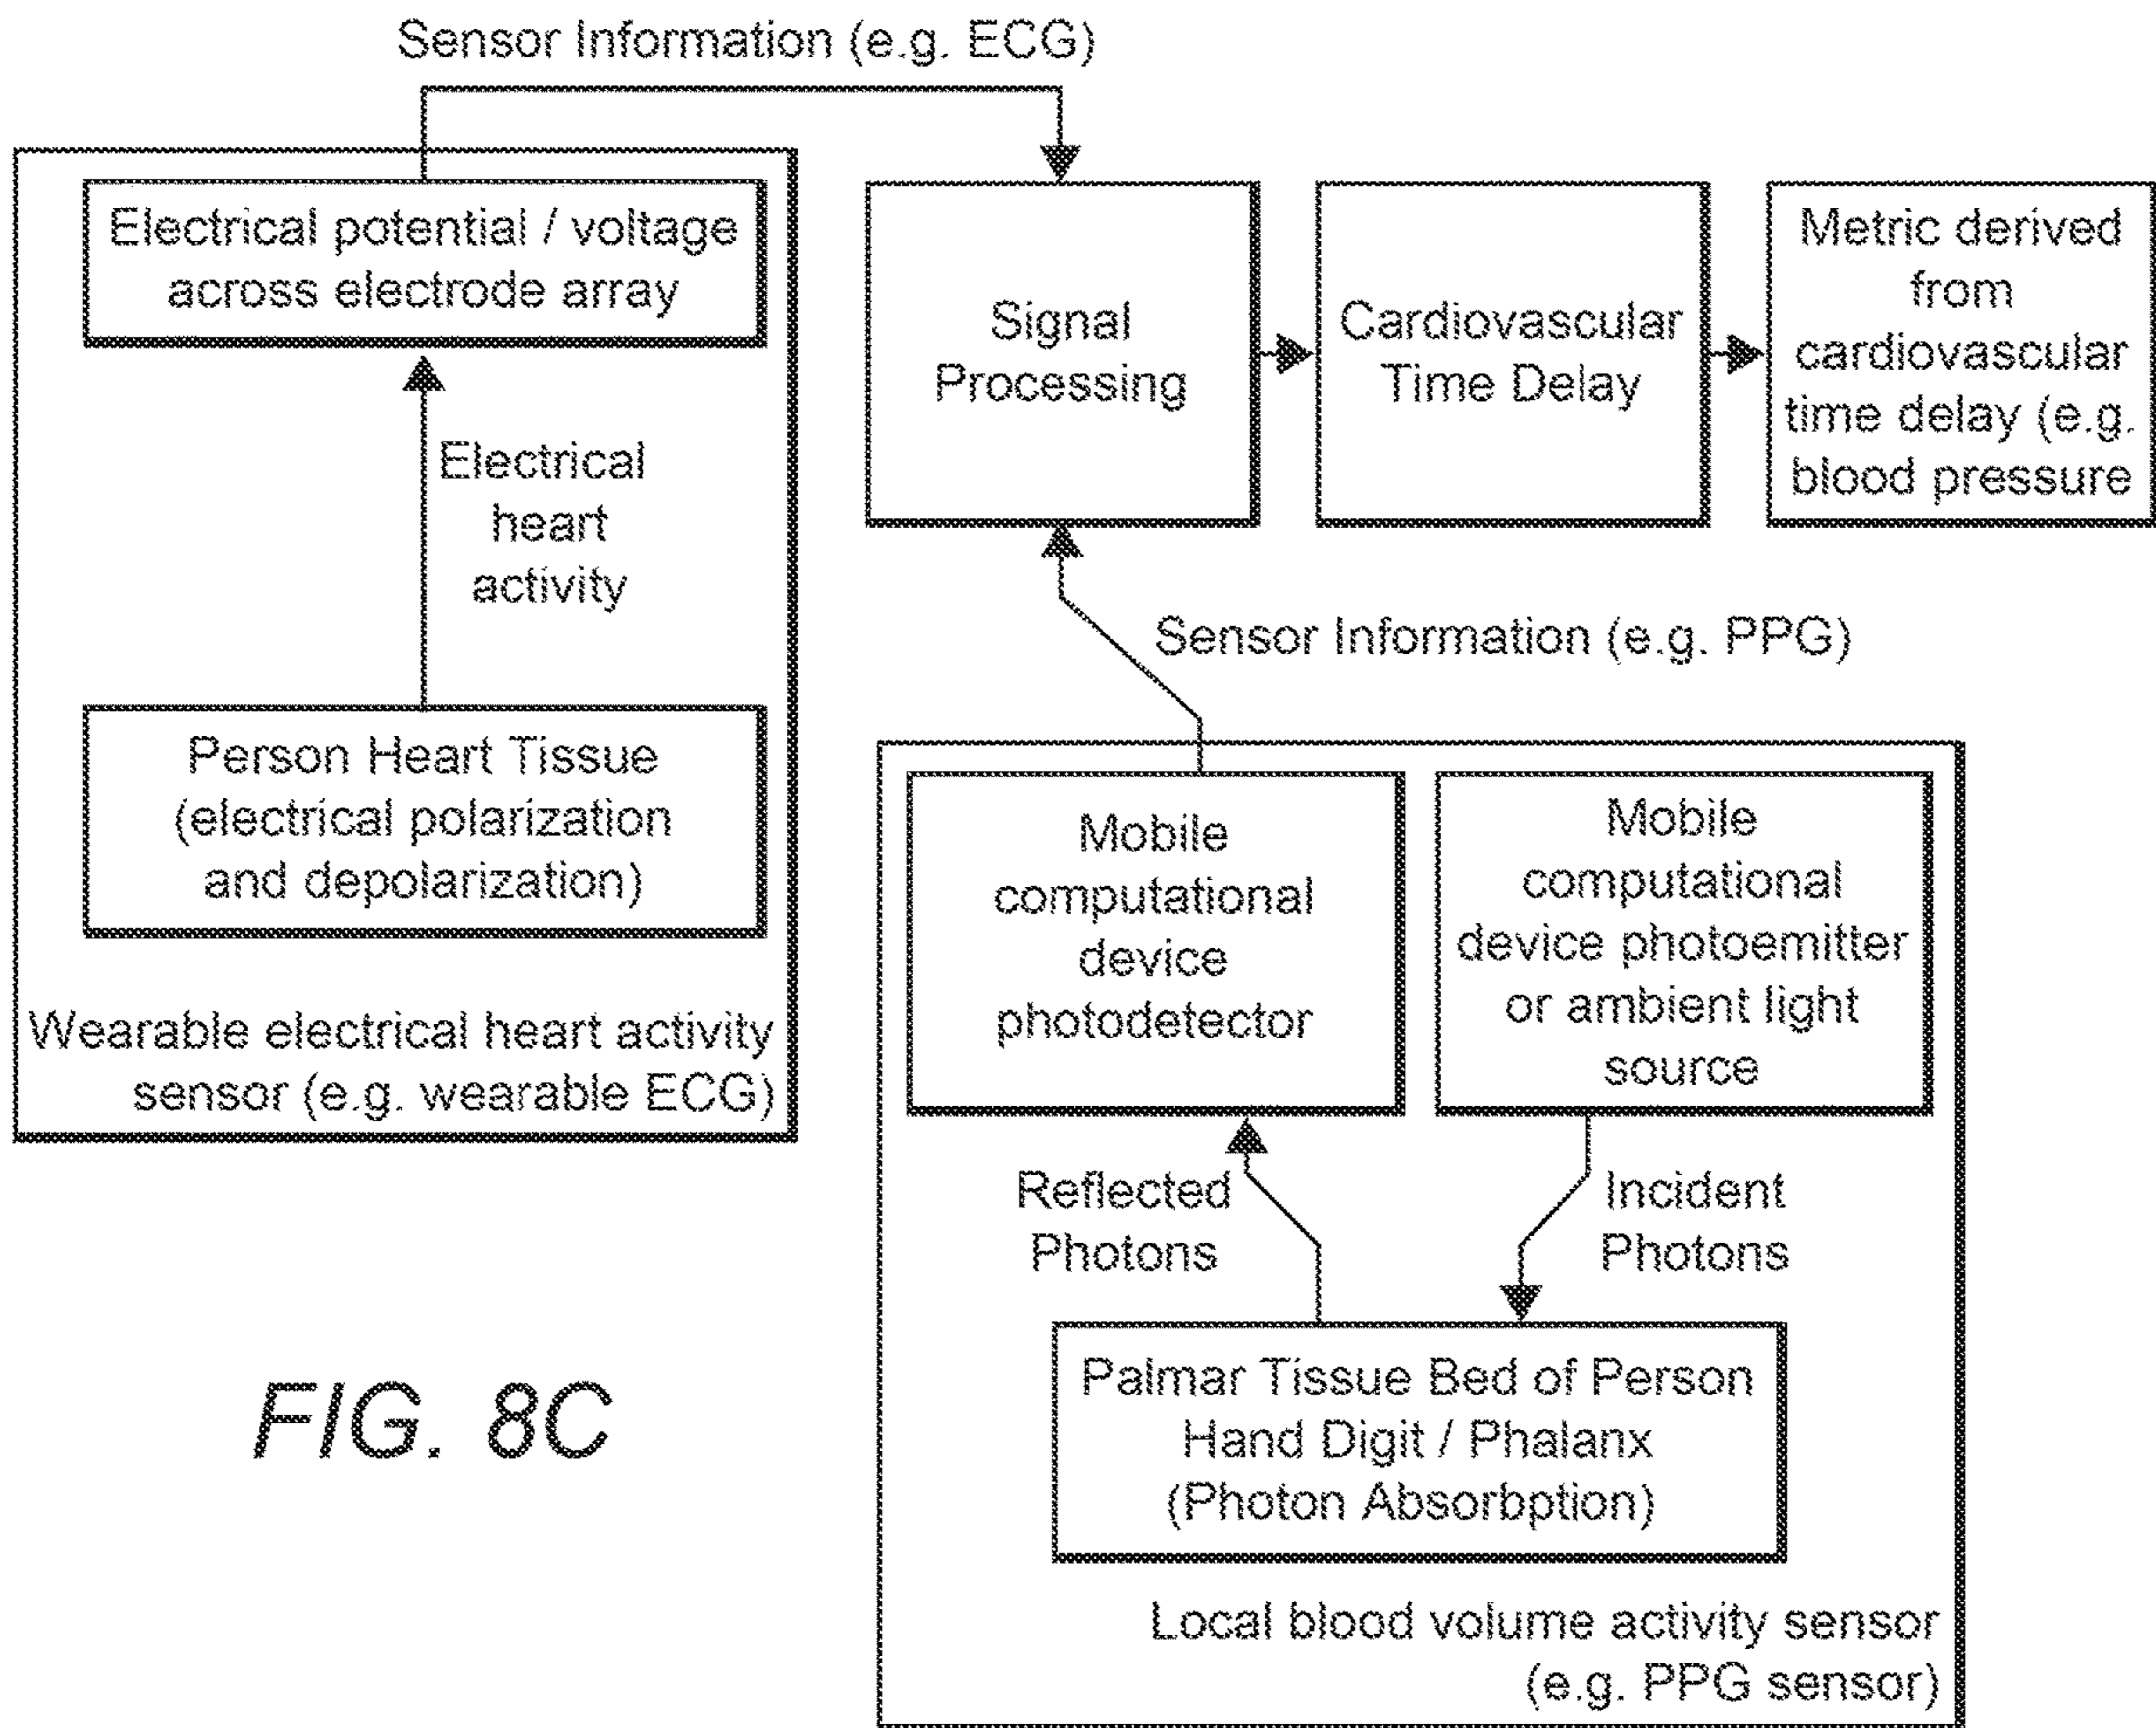 Sensor Information (e.g. ECG)
Electrical potential / voltage
across electrode array
Electrical
heart
activity
Person Heart Tissue
(electrical polarization
and depolarization)
Wearable electrical heart activity
sensor (e.g. wearable ECG)
Signal
Processing
Cardiovascular
Time Delay
Metric derived
from
cardiovascular
time delay (e.g.
blood pressure
Sensor Information (e.g. PPG)
Mobile
computational
device
photodetector
Mobile
computational
device photoemitter
or ambient light
source
Reflected
Photons
Incident
Photons
Palmar Tissue Bed of Person
Hand Digit / Phalanx
(Photon Absorbption)
Local blood volume activity sensor
(e.g. PPG sensor)
FIG. 8C